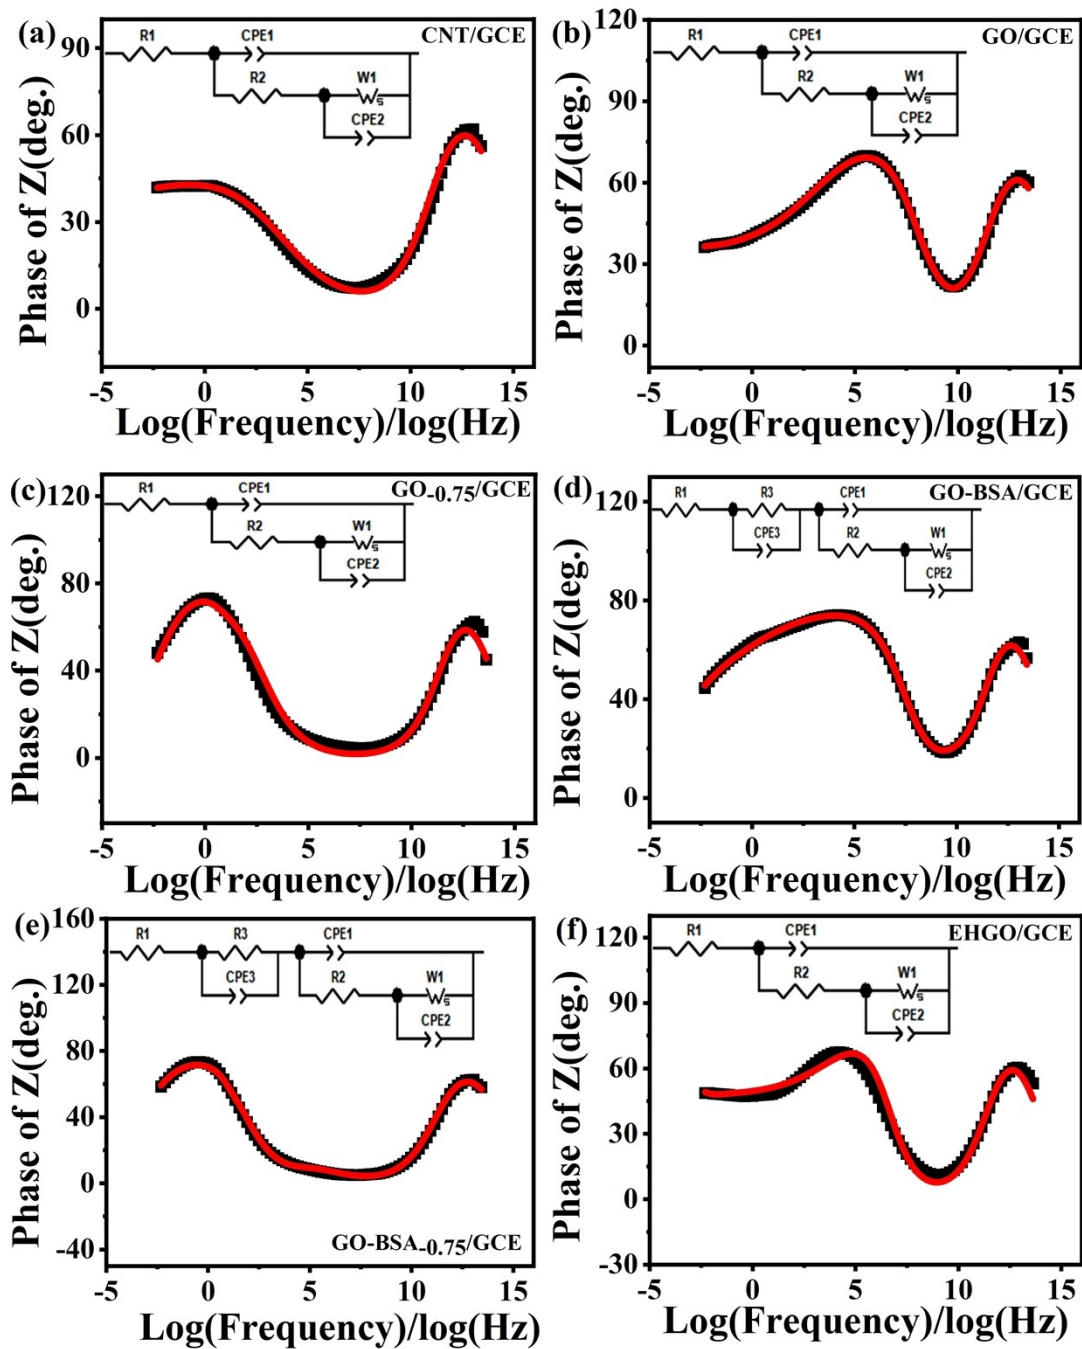 (a)
CNT/GCE
R1 CPE1
R2 W1
s
CPE2
90
60
30
0
-5 0 5 10 15
Phase of Z(deg.)
Log(Frequency)/log(Hz)
(b)
GO/GCE
R1 CPE1
R2 W1
s
CPE2
120
90
60
30
0
-5 0 5 10 15
Phase of Z(deg.)
Log(Frequency)/log(Hz)
(c)
GO-0.75/GCE
R1 CPE1
R2 W1
s
CPE2
120
80
40
0
-5 0 5 10 15
Phase of Z(deg.)
Log(Frequency)/log(Hz)
(d)
GO-BSA/GCE
R1 R3 CPE1
CPE3 R2 W1
s
CPE2
120
80
40
0
-5 0 5 10 15
Phase of Z(deg.)
Log(Frequency)/log(Hz)
(e)
R1 R3 CPE1
CPE3 R2 W1
s
CPE2
160
120
80
40
0
-40
GO-BSA-0.75/GCE
-5 0 5 10 15
Phase of Z(deg.)
Log(Frequency)/log(Hz)
(f)
EHGO/GCE
R1 CPE1
R2 W1
s
CPE2
120
90
60
30
0
-30
-5 0 5 10 15
Phase of Z(deg.)
Log(Frequency)/log(Hz)